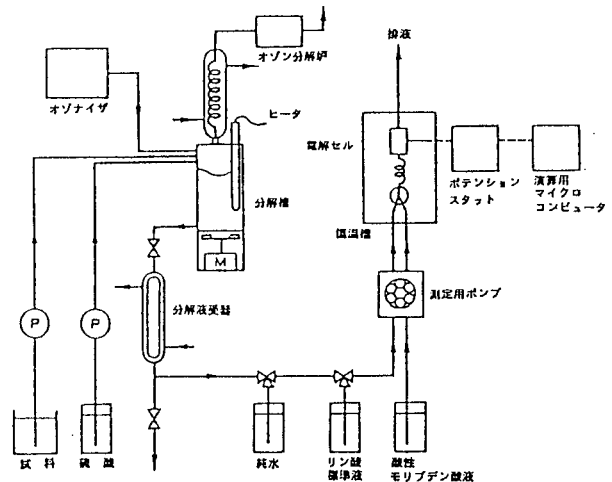 オゾン分解炉
排液
オゾナイザ
ヒータ
電解セル
ポテンション
スタット
演算用
マイクロ
コンピュータ
分解槽
恒温槽
M
測定用ポンプ
分解液受器
P
P
試料
硫酸
純水
リン酸
標準液
酸性
モリブデン酸液